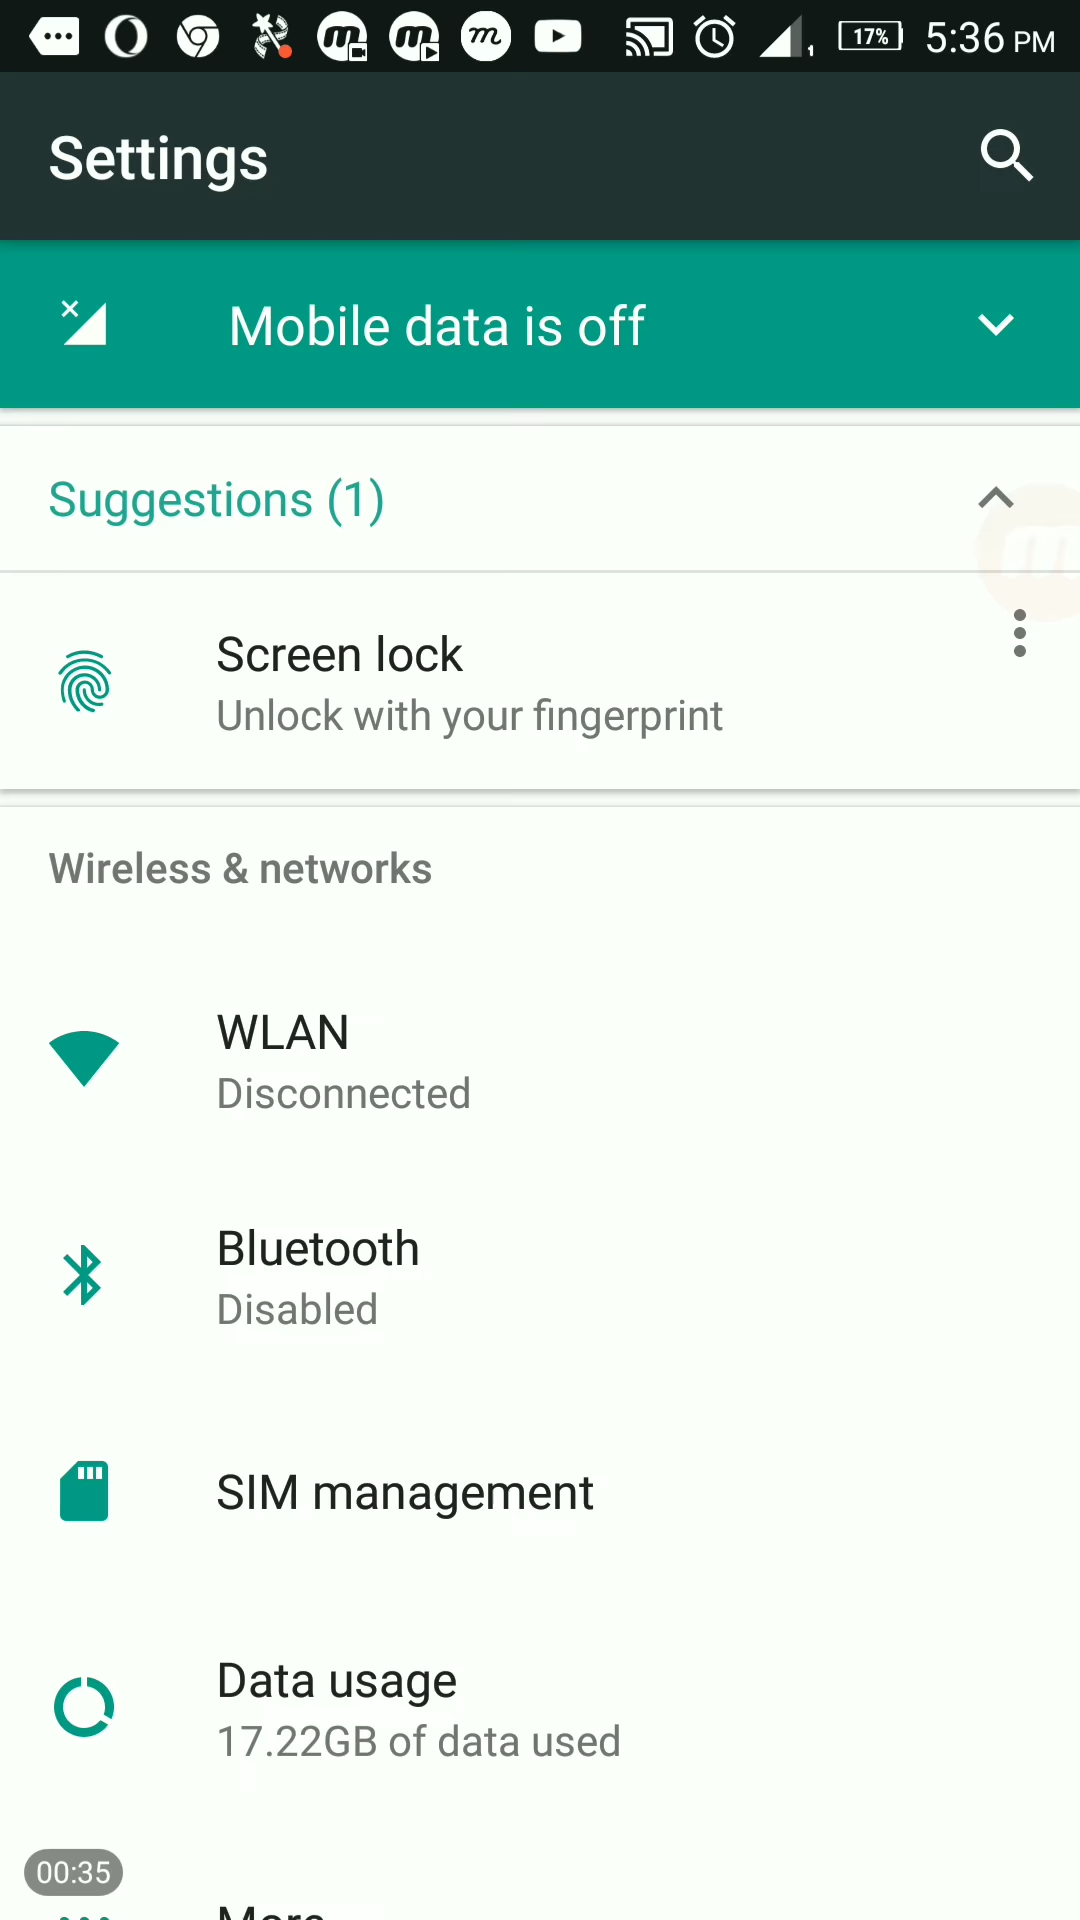 17% 5:36 PM
Settings
Mobile data is off
Suggestions (1)
Screen lock
Unlock with your fingerprint
Wireless & networks
WLAN
Disconnected
Bluetooth
Disabled
SIM management
Data usage
17.22GB of data used
00:35
More